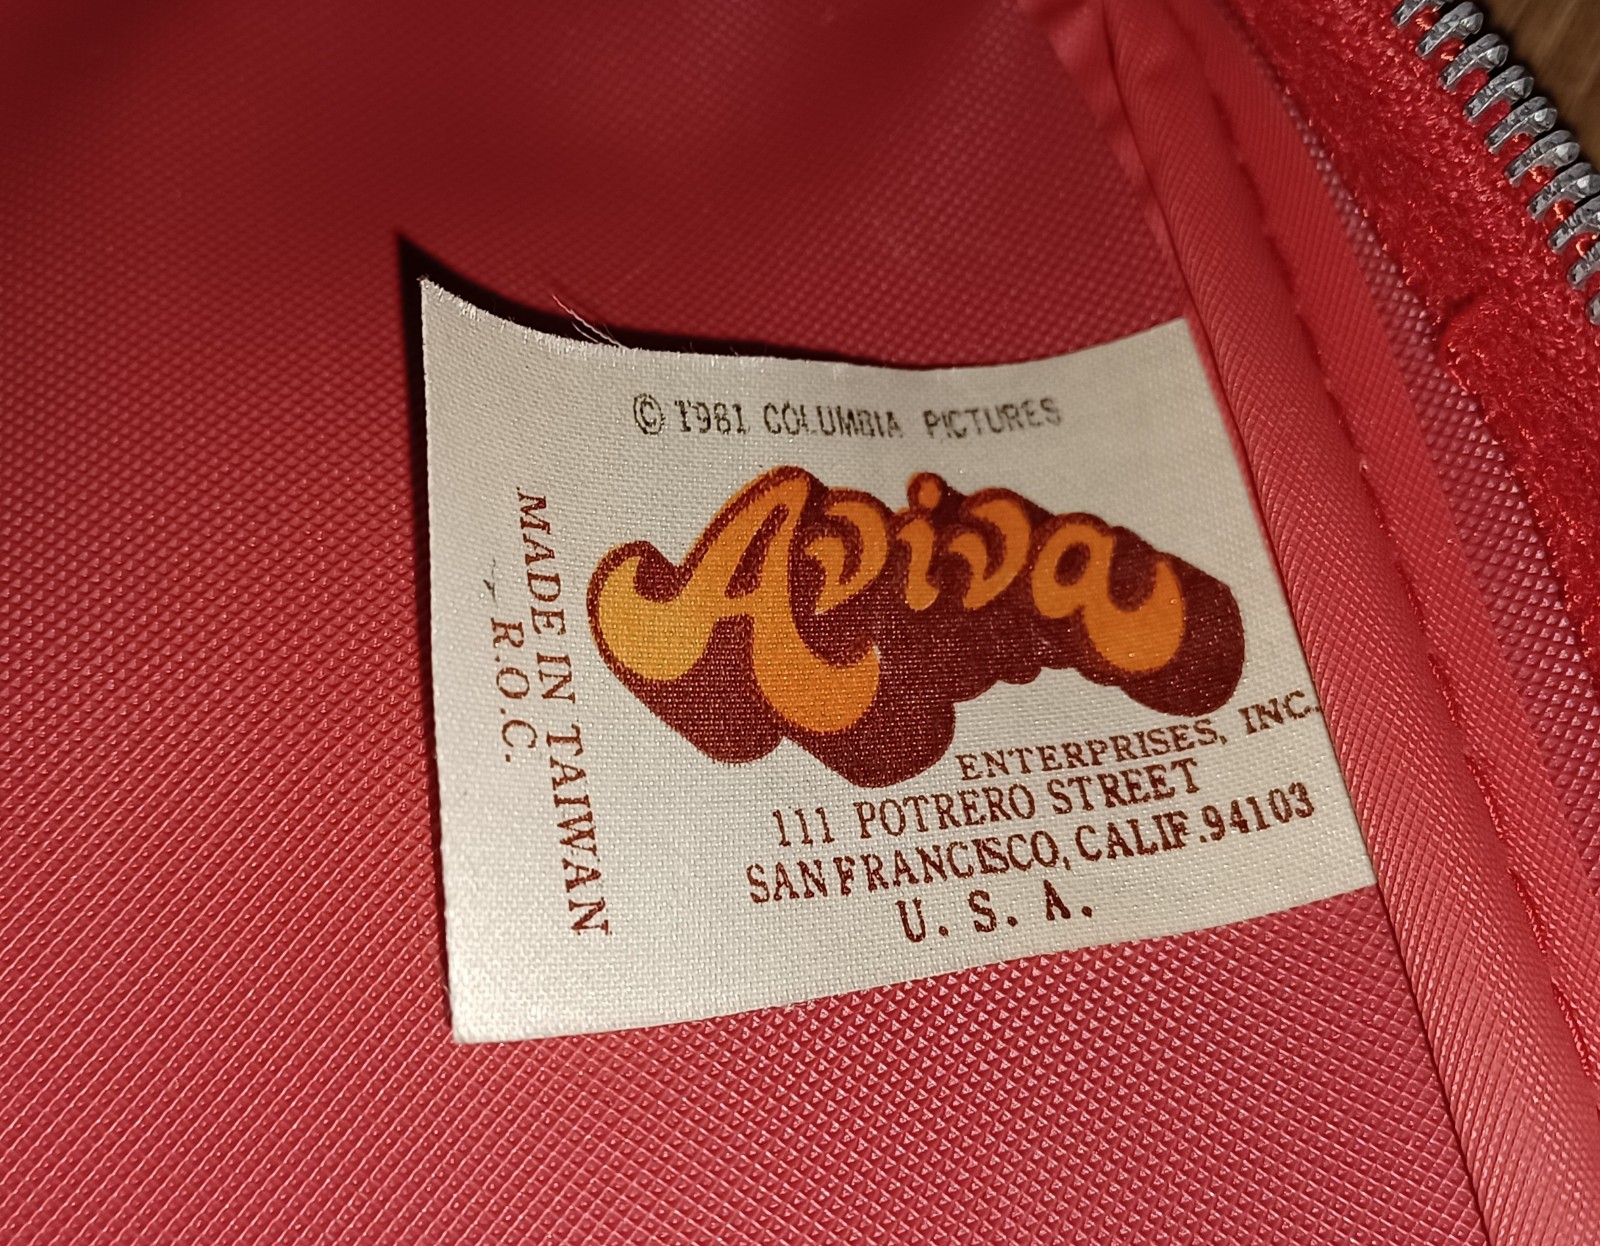 © 1981 COLUMBIA PICTURES
Aviva
ENTERPRISES, INC.
111 POTRERO STREET
SAN FRANCISCO, CALIF. 94103
U. S. A.
MADE IN TAIWAN
R.O.C.